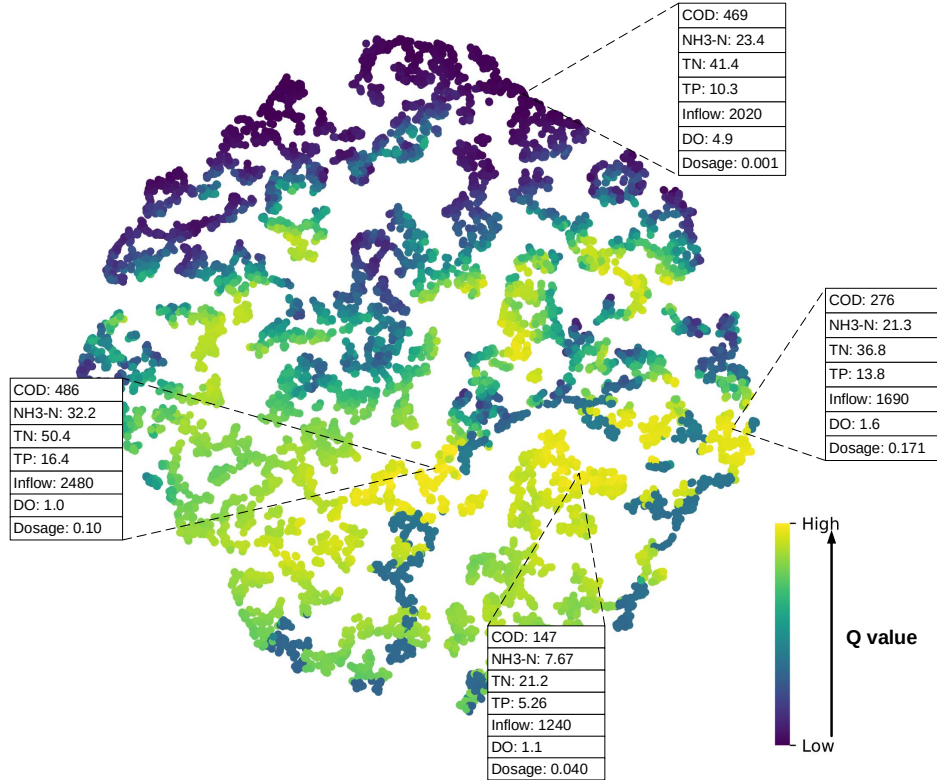 COD: 469
NH3-N: 23.4
TN: 41.4
TP: 10.3
Inflow: 2020
DO: 4.9
Dosage: 0.001
COD: 276
NH3-N: 21.3
TN: 36.8
TP: 13.8
Inflow: 1690
DO: 1.6
Dosage: 0.171
COD: 486
NH3-N: 32.2
TN: 50.4
TP: 16.4
Inflow: 2480
DO: 1.0
Dosage: 0.10
COD: 147
NH3-N: 7.67
TN: 21.2
TP: 5.26
Inflow: 1240
DO: 1.1
Dosage: 0.040
High
Q value
Low